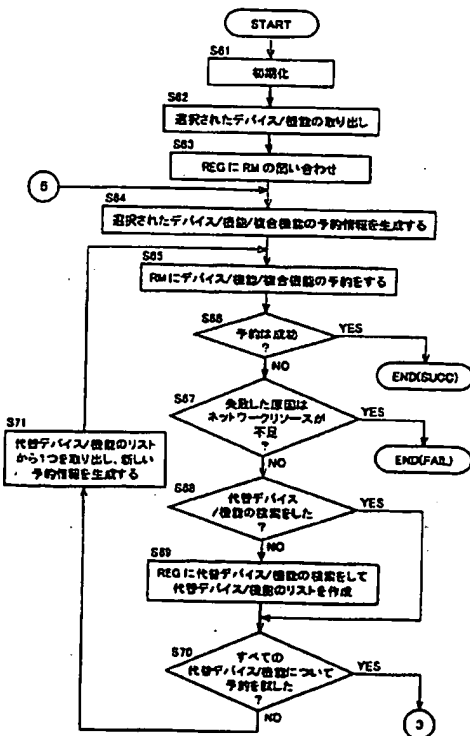 START
S61
初期化
S62
選択されたデバイス/機能の取り出し
S63
REGにRMの問い合わせ
5
S64
選択されたデバイス/機能/複合機能の予約情報を生成する
S65
RMにデバイス/機能/複合機能の予約をする
S66
予約は成功
?
YES
END(SUCC)
NO
S67
失敗した原因は
ネットワークリソースが
不足
?
YES
END(FAIL)
NO
S71
代替デバイス/機能のリスト
から1つを取り出し、新しい
予約情報を生成する
S68
代替デバイス
/機能の検索をした
?
YES
NO
S69
REGに代替デバイス/機能の検索をして
代替デバイス/機能のリストを作成
S70
すべての
代替デバイス/機能について
予約を試した
?
YES
NO
3